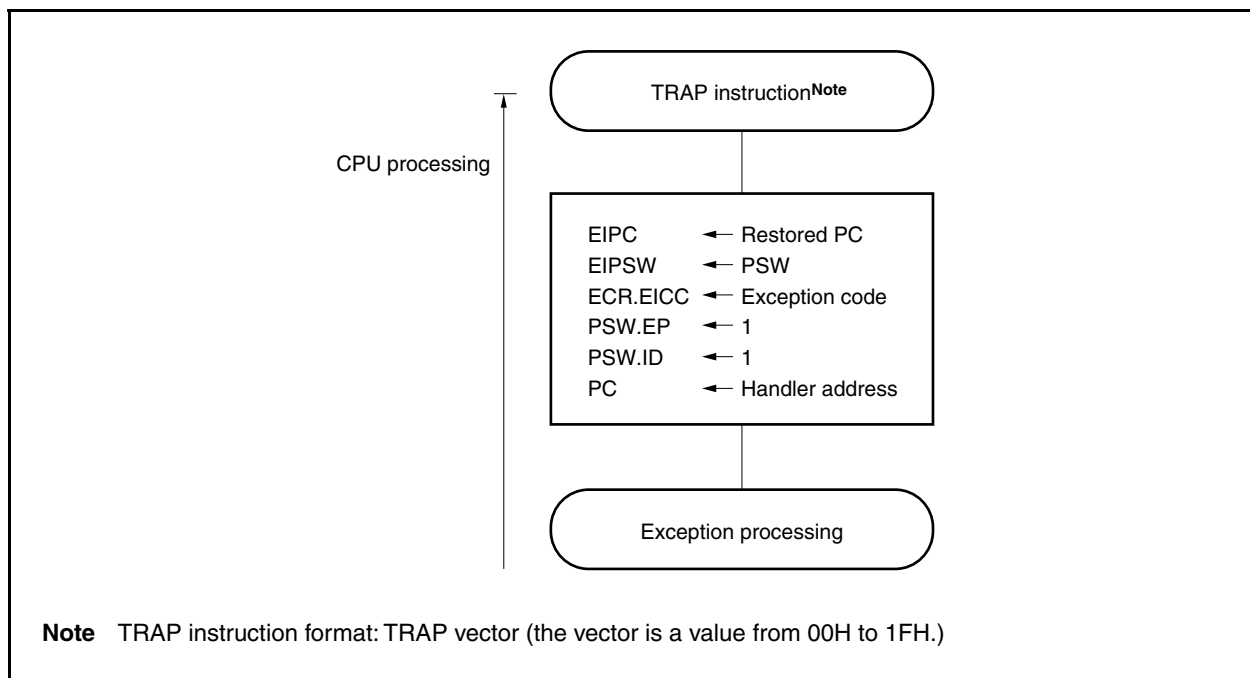 TRAP instructionNote
CPU processing
EIPC ← Restored PC
EIPSW ← PSW
ECR.EICC ← Exception code
PSW.EP ← 1
PSW.ID ← 1
PC ← Handler address
Exception processing
Note TRAP instruction format: TRAP vector (the vector is a value from 00H to 1FH.)